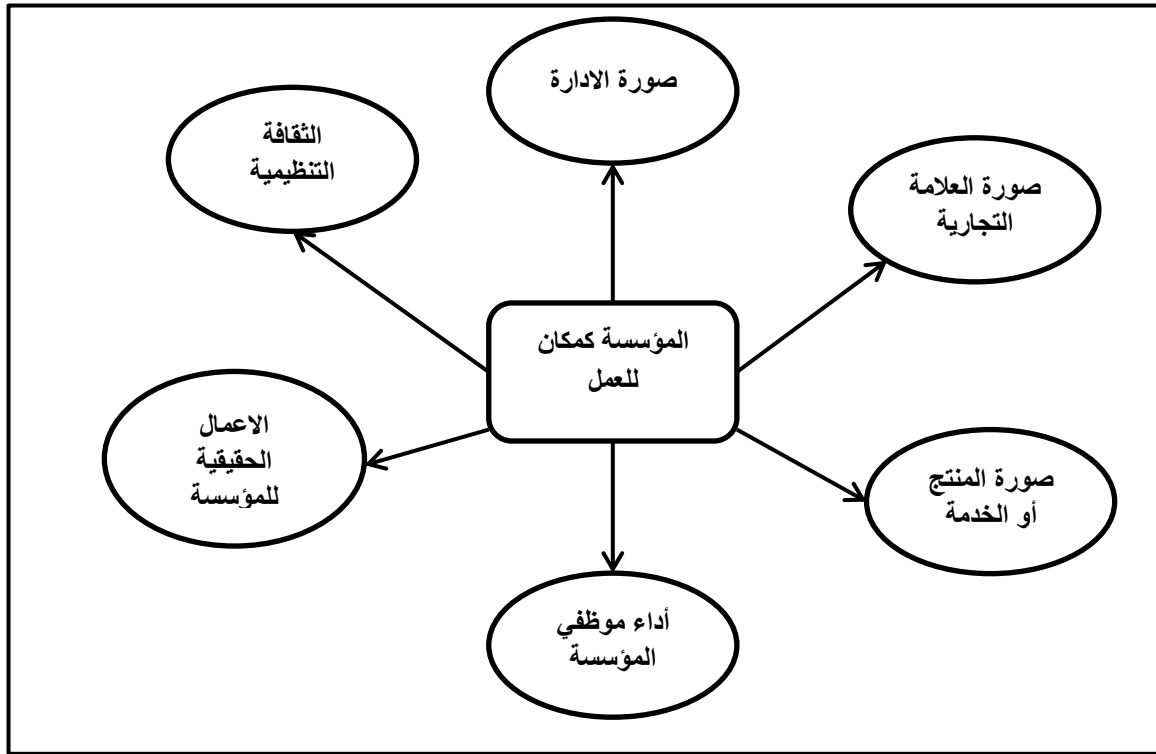 صورة الادارة
الثقافة
التنظيمية
صورة العلامة
التجارية
المؤسسة كمكان
للعمل
الاعمال
الحقيقية
للمؤسسة
صورة المنتج
أو الخدمة
أداء موظفي
المؤسسة